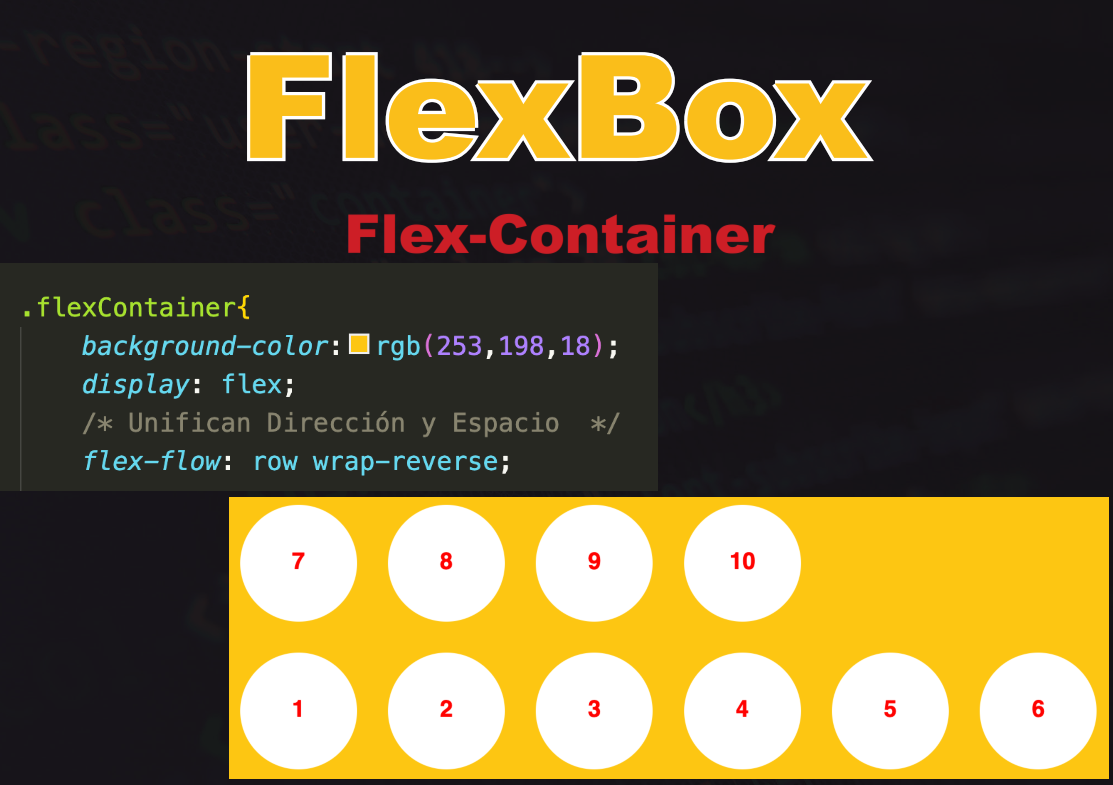 FlexBox
Flex-Container
.flexContainer{
background-color: rgb(253,198,18);
display: flex;
/* Unifican Dirección y Espacio  */
flex-flow: row wrap-reverse;
7 8 9 10
1 2 3 4 5 6